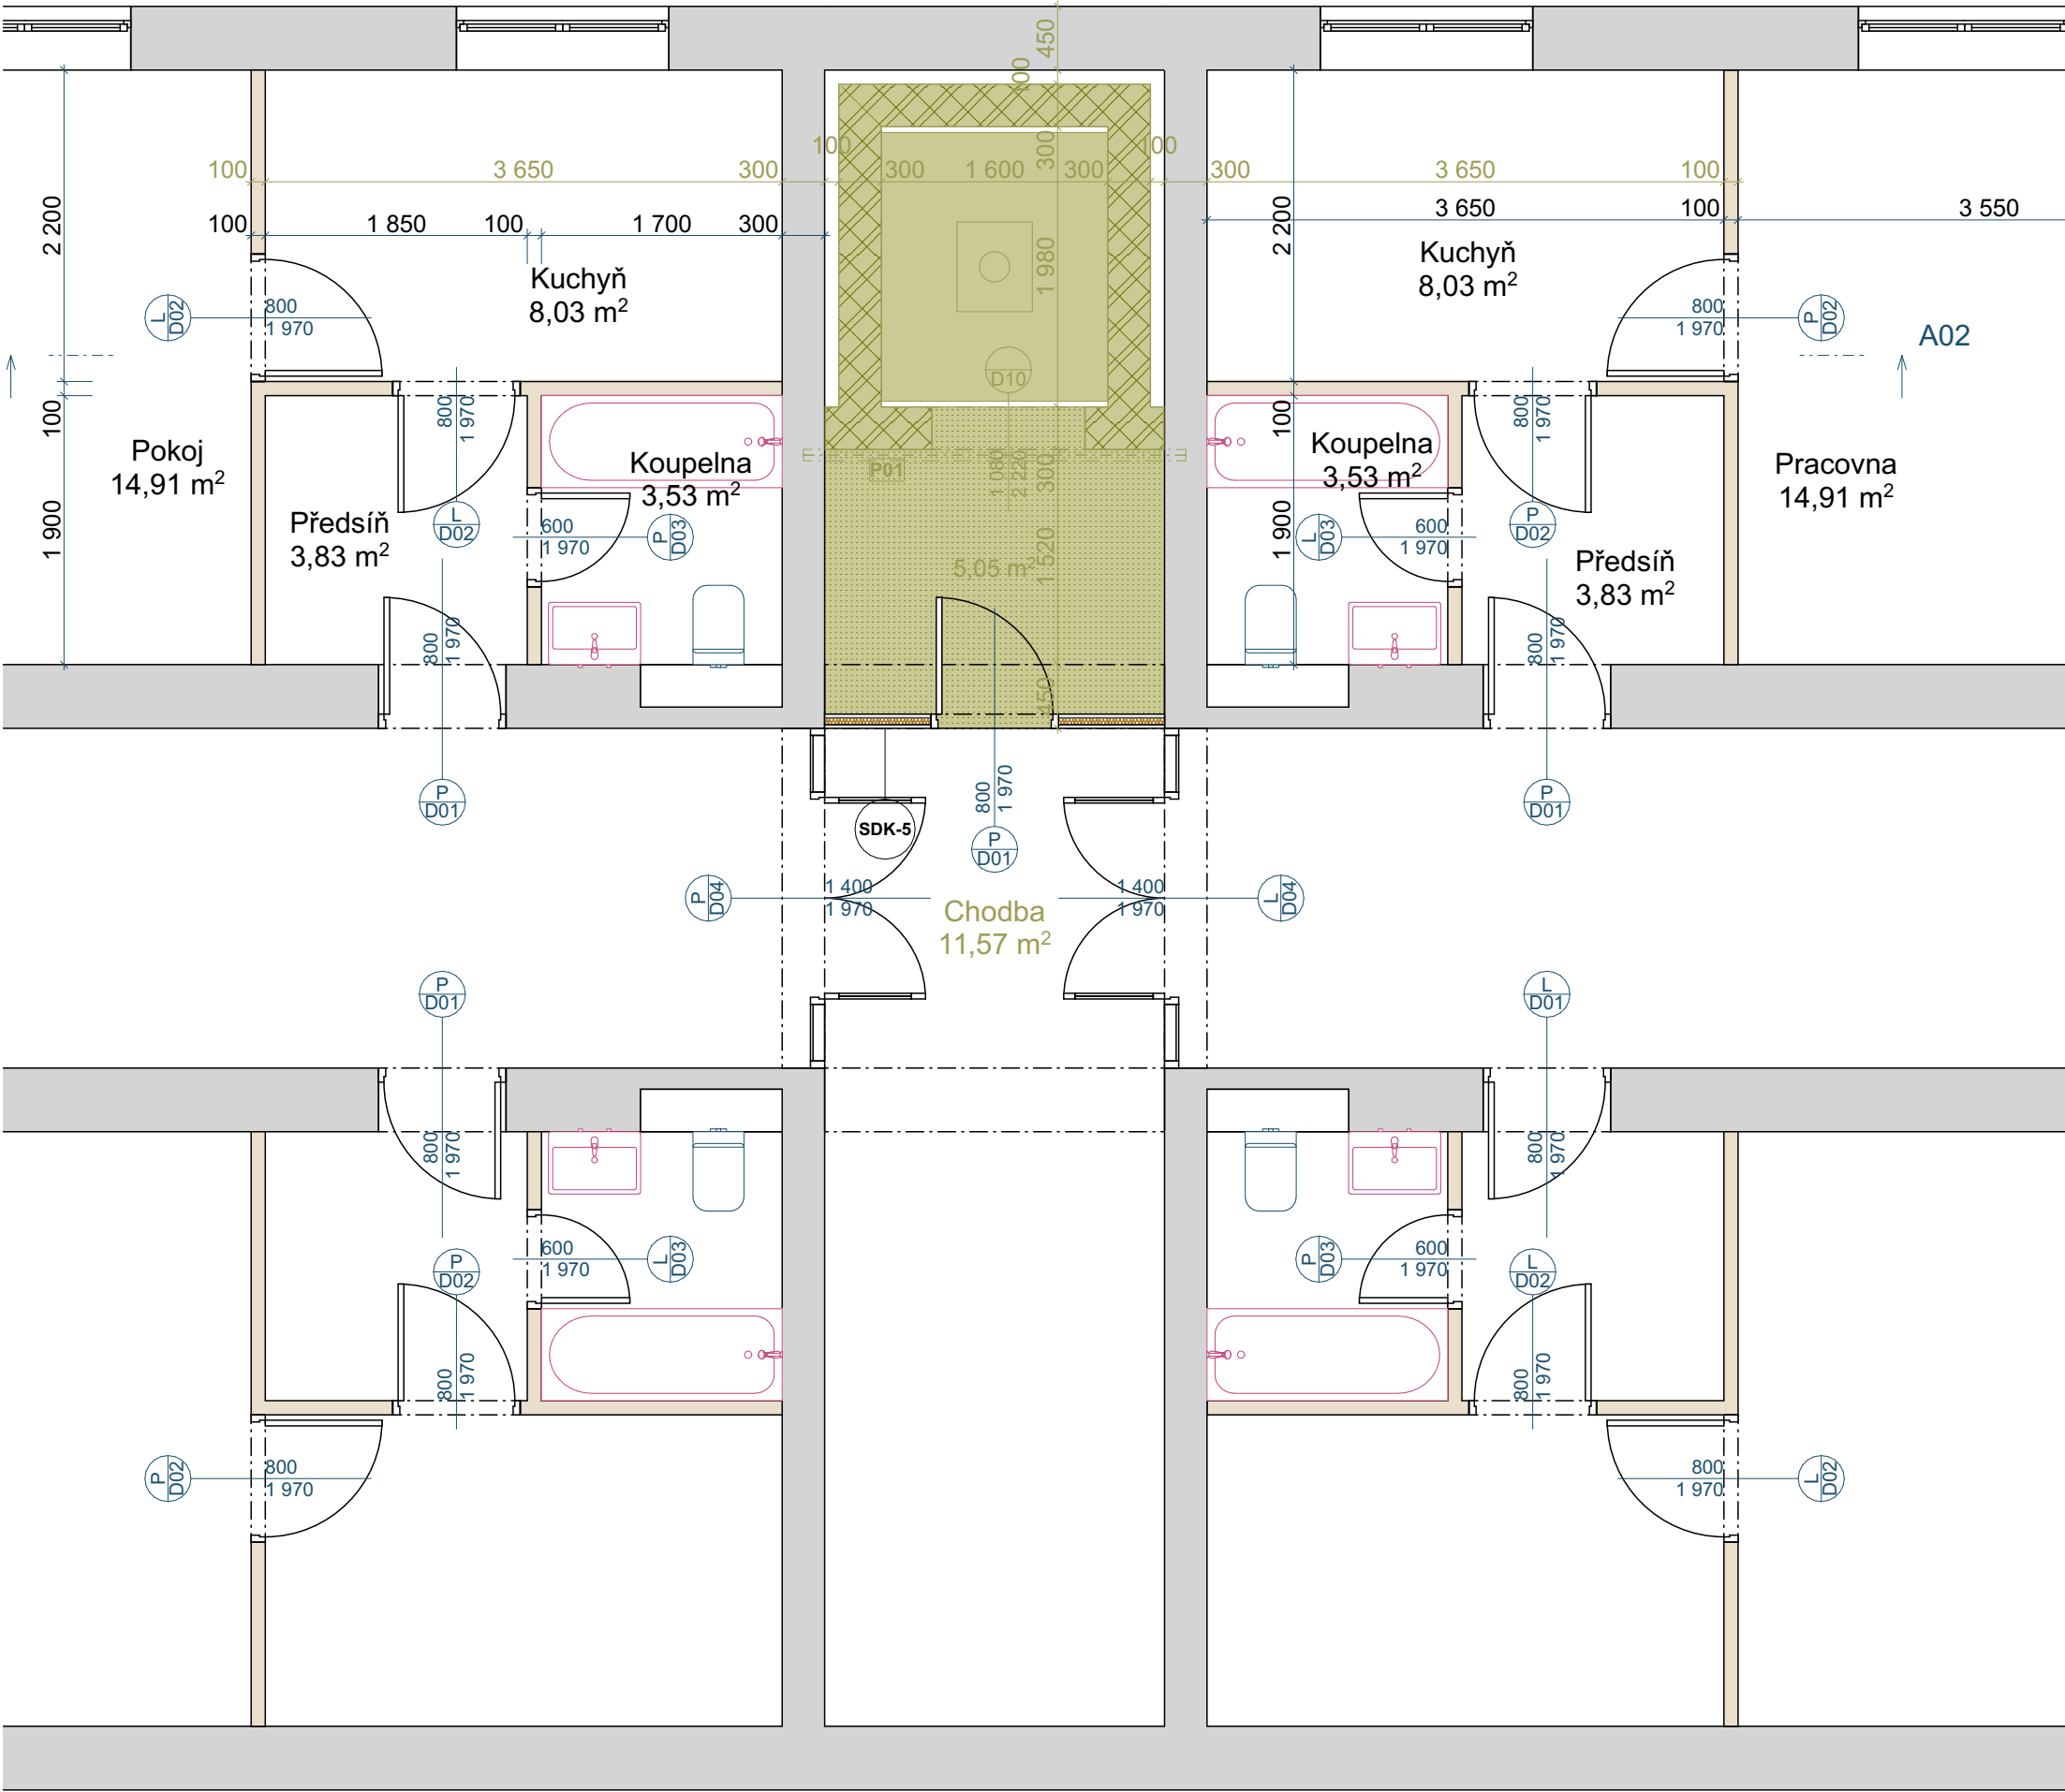 450
100
100
100
100
3 650
300
300
1 600
300
300
300
3 650
100
2 200
100
1 850
100
1 700
300
1 980
2 200
3 650
100
3 550
Kuchyň
8,03 m²
Kuchyň
8,03 m²
L
D02
800
1 970
800
1 970
P
D02
A02
D10
100
800
1 970
Pokoj
14,91 m²
Koupelna
3,53 m²
P01
1 080
2 220
300
100
Koupelna
3,53 m²
800
1 970
Pracovna
14,91 m²
1 900
Předsíň
3,83 m²
L
D02
600
1 970
P
D03
5,05 m²
1 520
1 900
L
D03
600
1 970
P
D02
Předsíň
3,83 m²
800
1 970
450
800
1 970
P
D01
800
1 970
P
D01
SDK-5
P
D01
P
D04
1 400
1 970
Chodba
11,57 m²
1 400
1 970
L
D04
P
D01
L
D01
800
1 970
800
1 970
P
D02
600
1 970
L
D03
P
D03
600
1 970
L
D02
800
1 970
800
1 970
P
D02
800
1 970
800
1 970
L
D02